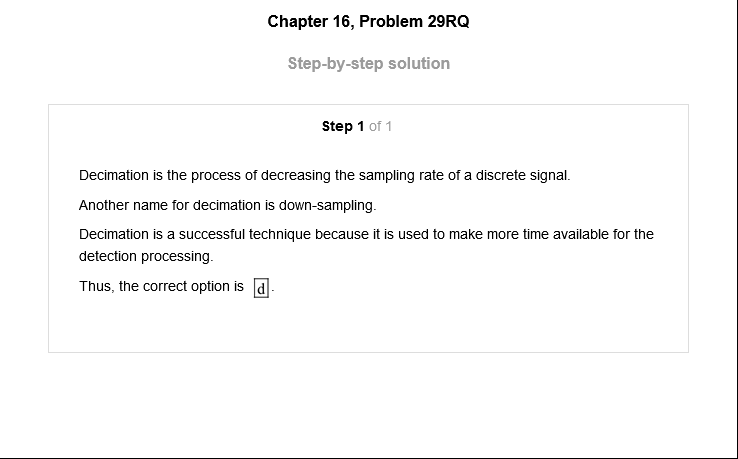 Chapter 16, Problem 29RQ
Step-by-step solution
Step 1 of 1
Decimation is the process of decreasing the sampling rate of a discrete signal.
Another name for decimation is down-sampling.
Decimation is a successful technique because it is used to make more time available for the
detection processing.
Thus, the correct option is d.